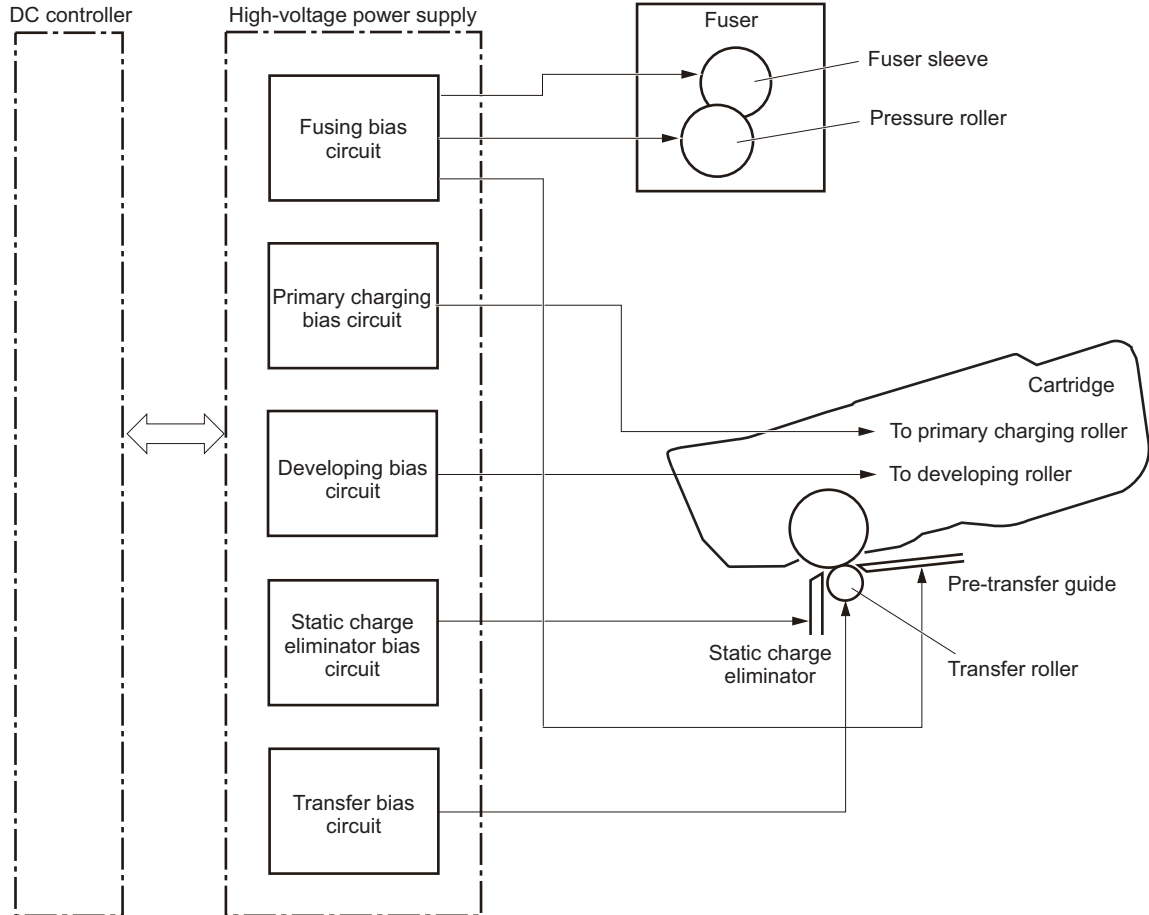 DC controller
High-voltage power supply
Fuser
Fuser sleeve
Pressure roller
Fusing bias
circuit
Primary charging
bias circuit
Cartridge
To primary charging roller
Developing bias
circuit
To developing roller
Static charge
eliminator bias
circuit
Pre-transfer guide
Static charge
eliminator
Transfer roller
Transfer bias
circuit